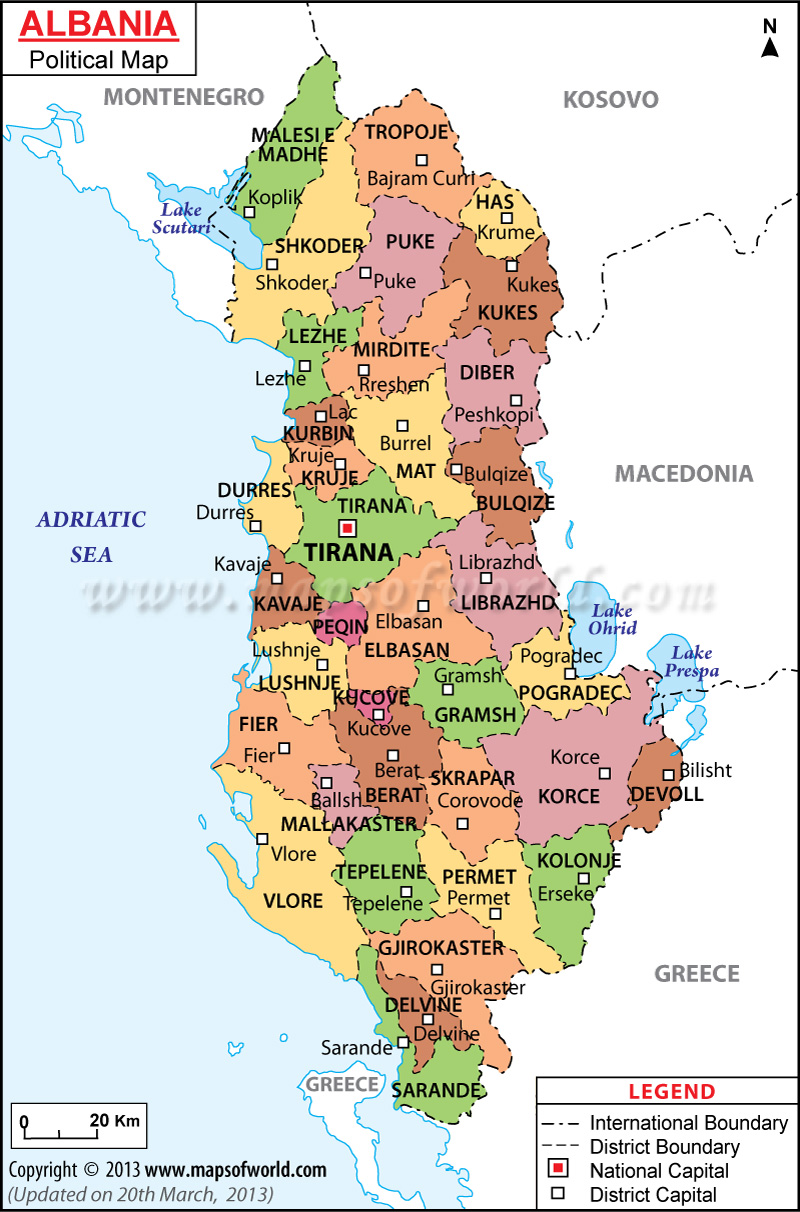 ALBANIA
Political Map
N
MONTENEGRO
KOSOVO
TROPOJE
MALESI E
MADHE
Bajram Curri
Koplik
HAS
Lake
Scutari
Krume
SHKODER
PUKE
Shkoder
Puke
Kukes
KUKES
LEZHE
MIRDITE
Lezhe
Rreshen
DIBER
Peshkopi
Lac
KURBIN
Burrel
Kruje
KRUJE
MAT
Bulqize
BULQIZE
MACEDONIA
DURRES
Durres
TIRANA
TIRANA
ADRIATIC
SEA
Kavaje
KAVAJE
Librazhd
LIBRAZHD
www.mapsofworld.com
PEQIN
Elbasan
ELBASAN
Lake
Ohrid
Lushnje
LUSHNJE
Pogradec
POGRADEC
Lake
Prespa
Gramsh
GRAMSH
KUCOVE
Kucove
FIER
Fier
Berat
BERAT
SKRAPAR
Corovode
Korce
KORCE
Bilisht
DEVOLL
Ballsh
MALLAKASTER
Vlore
VLORE
TEPELENE
Tepelene
PERMET
Permet
KOLONJE
Erseke
GJIROKASTER
Gjirokaster
GREECE
DELVINE
Delvine
Sarande
SARANDE
GREECE
LEGEND
International Boundary
District Boundary
National Capital
District Capital
0 20 Km
Copyright © 2013 www.mapsofworld.com
(Updated on 20th March, 2013)